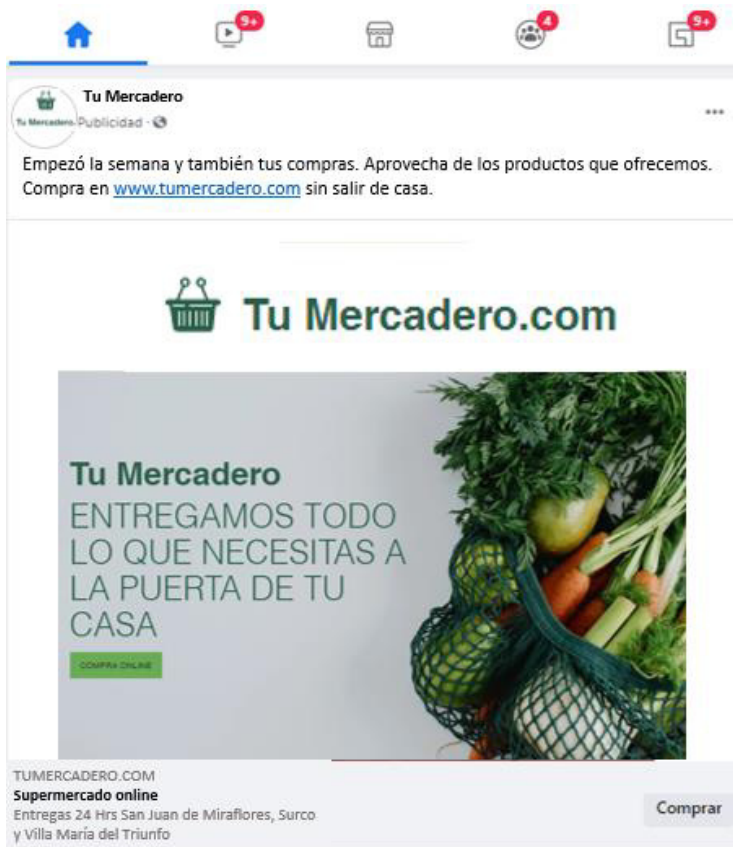 9+
4
9+
Tu Mercadero
Tu Mercadero
Publicidad ·
Empezó la semana y también tus compras. Aprovecha de los productos que ofrecemos.
Compra en www.tumercadero.com sin salir de casa.
Tu Mercadero.com
Tu Mercadero
ENTREGAMOS TODO
LO QUE NECESITAS A
LA PUERTA DE TU
CASA
COMPRA ONLINE
TUMERCADERO.COM
Supermercado online
Entregas 24 Hrs San Juan de Miraflores, Surco
y Villa María del Triunfo
Comprar